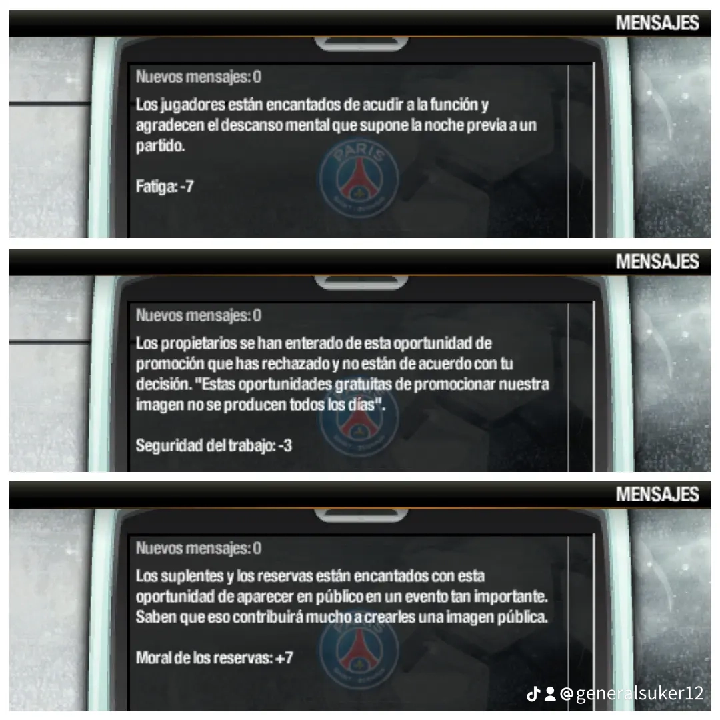 MENSAJES
Nuevos mensajes: 0
Los jugadores están encantados de acudir a la función y
agradecen el descanso mental que supone la noche previa a un
partido.
Fatiga: -7
PARIS
MENSAJES
Nuevos mensajes: 0
Los propietarios se han enterado de esta oportunidad de
promoción que has rechazado y no están de acuerdo con tu
decisión. "Estas oportunidades gratuitas de promocionar nuestra
imagen no se producen todos los días".
Seguridad del trabajo: -3
MENSAJES
Nuevos mensajes: 0
Los suplentes y los reservas están encantados con esta
oportunidad de aparecer en público en un evento tan importante.
Saben que eso contribuirá mucho a crearles una imagen pública.
Moral de los reservas: +7
@generalsuker12